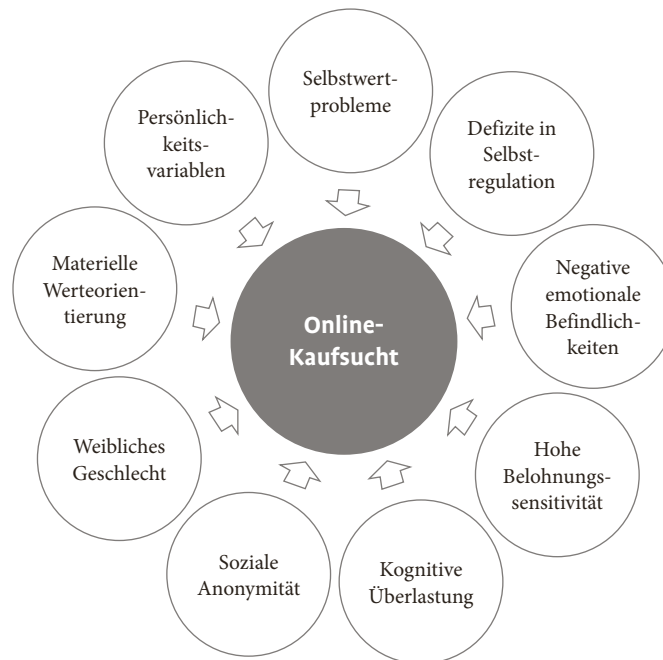 Selbstwert-
probleme
Defizite in
Selbst-
regulation
Negative
emotionale
Befindlich-
keiten
Hohe
Belohnungs-
sensitivität
Kognitive
Überlastung
Soziale
Anonymität
Weibliches
Geschlecht
Materielle
Werteorien-
tierung
Persönlich-
keits-
variablen
Online-
Kaufsucht